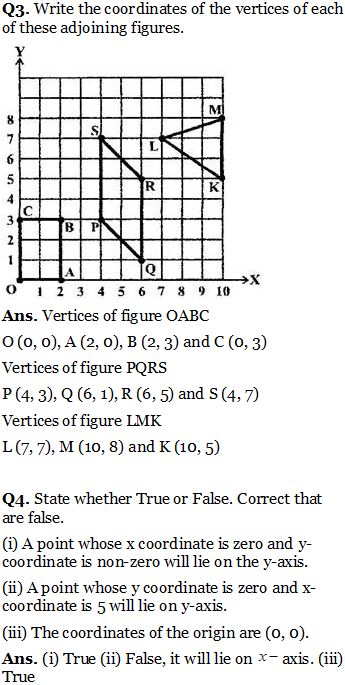 Q3. Write the coordinates of the vertices of each
of these adjoining figures.
Y
8 M
7 S L
6
5 R K
4
3 C B P
2
1 Q
O A X
1 2 3 4 5 6 7 8 9 10
Ans. Vertices of figure OABC
O (0, 0), A (2, 0), B (2, 3) and C (0, 3)
Vertices of figure PQRS
P (4, 3), Q (6, 1), R (6, 5) and S (4, 7)
Vertices of figure LMK
L (7, 7), M (10, 8) and K (10, 5)
Q4. State whether True or False. Correct that
are false.
(i) A point whose x coordinate is zero and y-
coordinate is non-zero will lie on the y-axis.
(ii) A point whose y coordinate is zero and x-
coordinate is 5 will lie on y-axis.
(iii) The coordinates of the origin are (0, 0).
Ans. (i) True (ii) False, it will lie on x – axis. (iii)
True